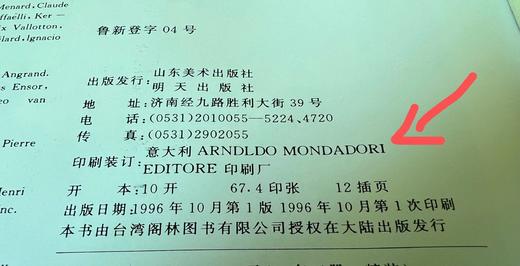 Menard, Claude
affaëlli, Ker –
ix Vallotton,
Ignacio
Angrand.
s Ensor,
eo van
Pierre
Henri
Inc.
鲁新登字 04 号
出版发行: 山东美术出版社
明天出版社
地 址: 济南经九路胜利大街 39 号
电 话: (0531)2010055—5224、4720
传 真: (0531)2902055
印刷装订: 意大利 ARNDLDO MONDADORI
EDITORE 印刷厂
开 本: 10 开 67.4 印张 12 插页
出版日期: 1996 年 10 月第 1 版 1996 年 10 月第 1 次印刷
本书由台湾阁林图书有限公司授权在大陆出版发行